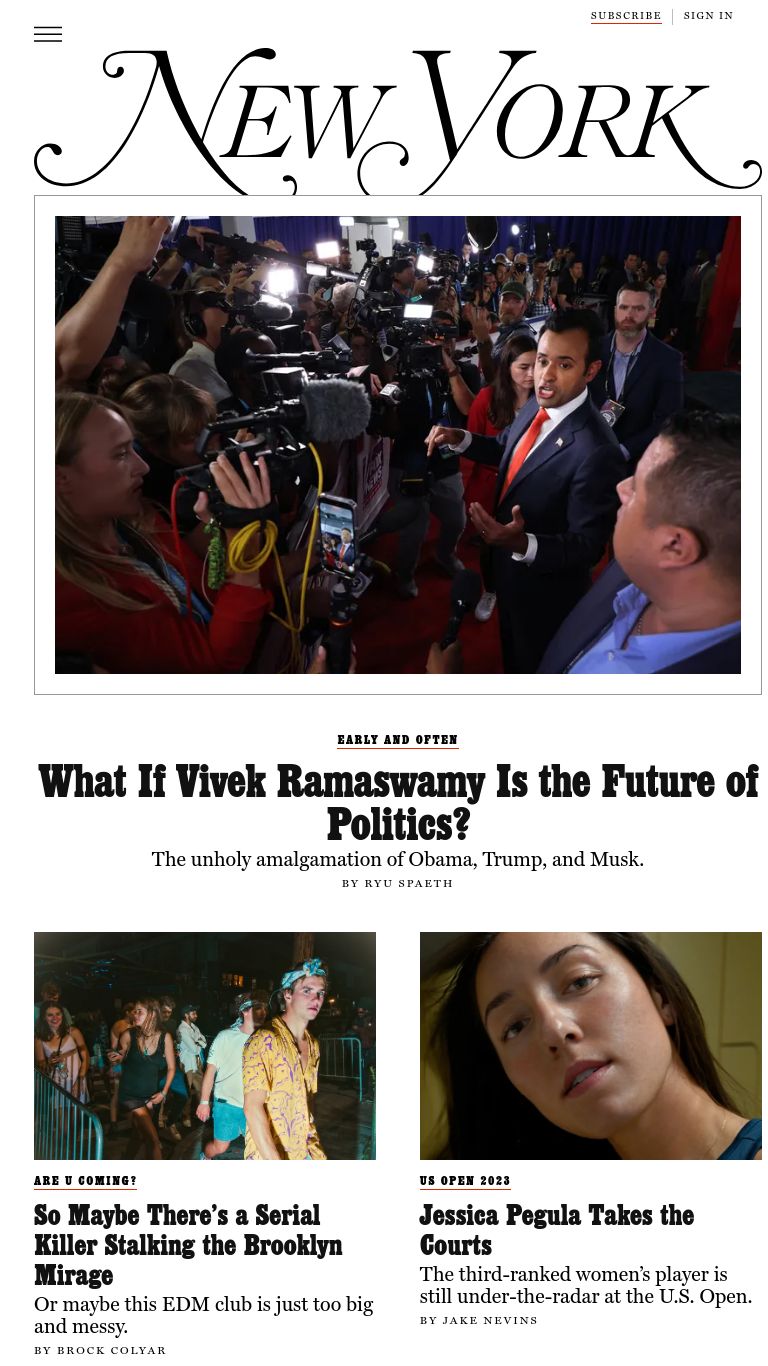 SUBSCRIBE
SIGN IN
NEW YORK
EARLY AND OFTEN
What If Vivek Ramaswamy Is the Future of
Politics?
The unholy amalgamation of Obama, Trump, and Musk.
BY RYU SPAETH
ARE U COMING?
So Maybe There’s a Serial
Killer Stalking the Brooklyn
Mirage
Or maybe this EDM club is just too big
and messy.
BY BROCK COLYAR
US OPEN 2023
Jessica Pegula Takes the
Courts
The third-ranked women’s player is
still under-the-radar at the U.S. Open.
BY JAKE NEVINS